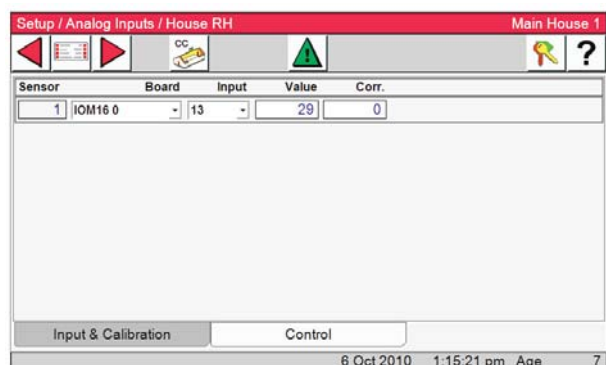 Setup / Analog Inputs / House RH Main House 1
CC
?
Sensor Board Input Value Corr.
1 IOM16 0 13 29 0
Input & Calibration Control
6 Oct 2010 1:15:21 pm Age 7